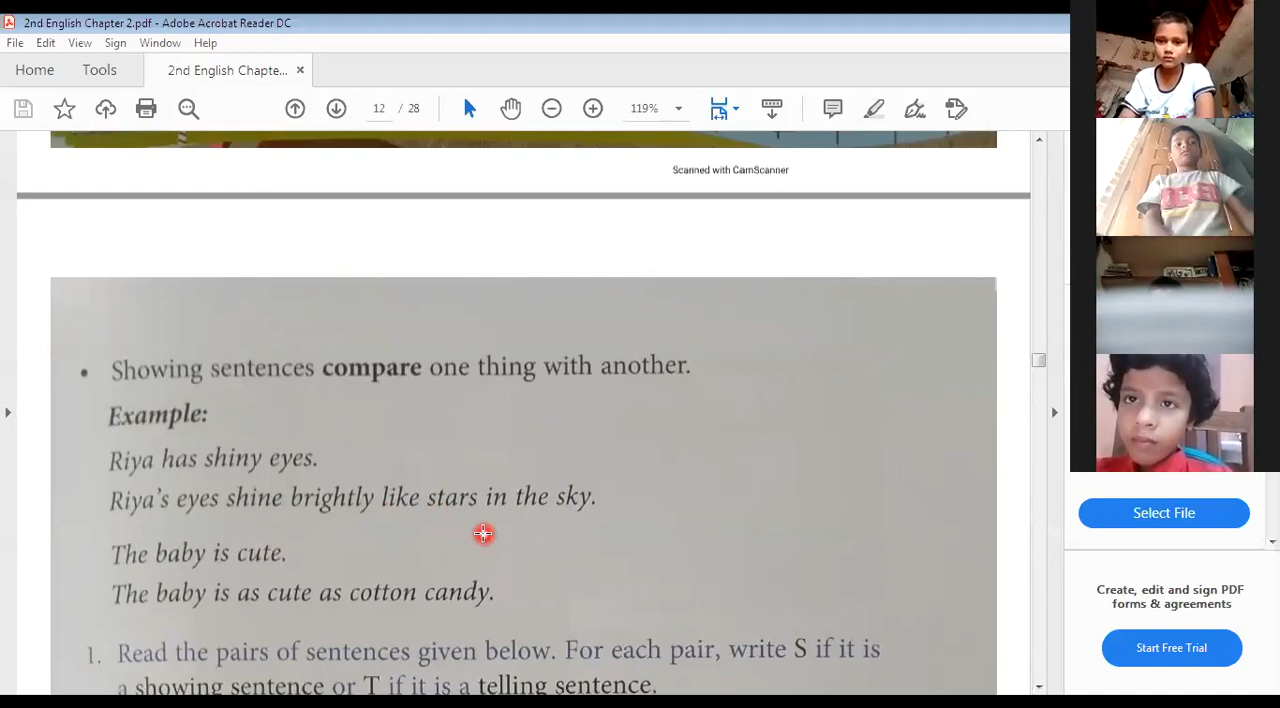 2nd English Chapter 2.pdf - Adobe Acrobat Reader DC
File Edit View Sign Window Help
Home Tools 2nd English Chapte... ×
12 / 28 119%
Scanned with CamScanner
• Showing sentences compare one thing with another.
Example:
Riya has shiny eyes.
Riya's eyes shine brightly like stars in the sky.
The baby is cute.
The baby is as cute as cotton candy.
1. Read the pairs of sentences given below. For each pair, write S if it is
a showing sentence or T if it is a telling sentence.
Select File
Create, edit and sign PDF
forms & agreements
Start Free Trial